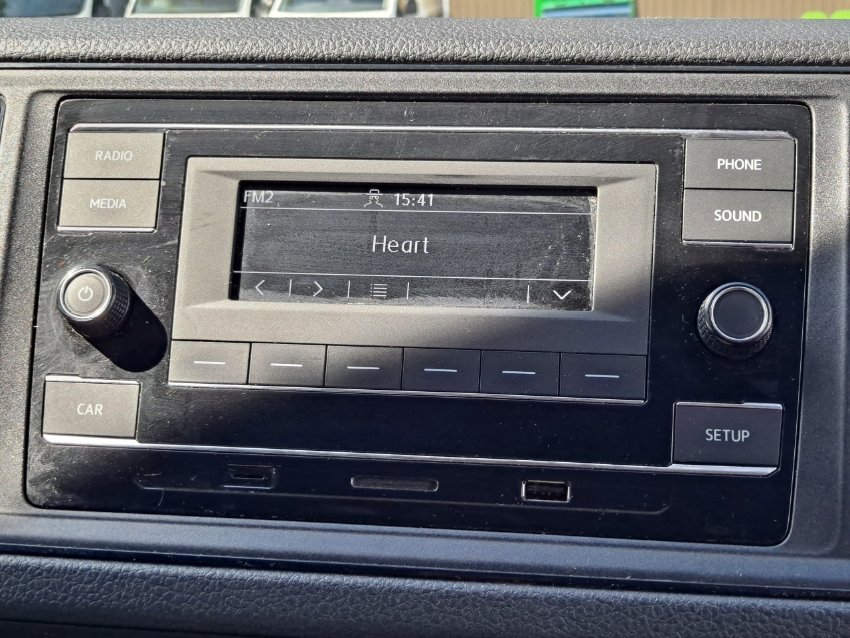 RADIO
MEDIA
FM2 15:41
Heart
PHONE
SOUND
CAR
SETUP